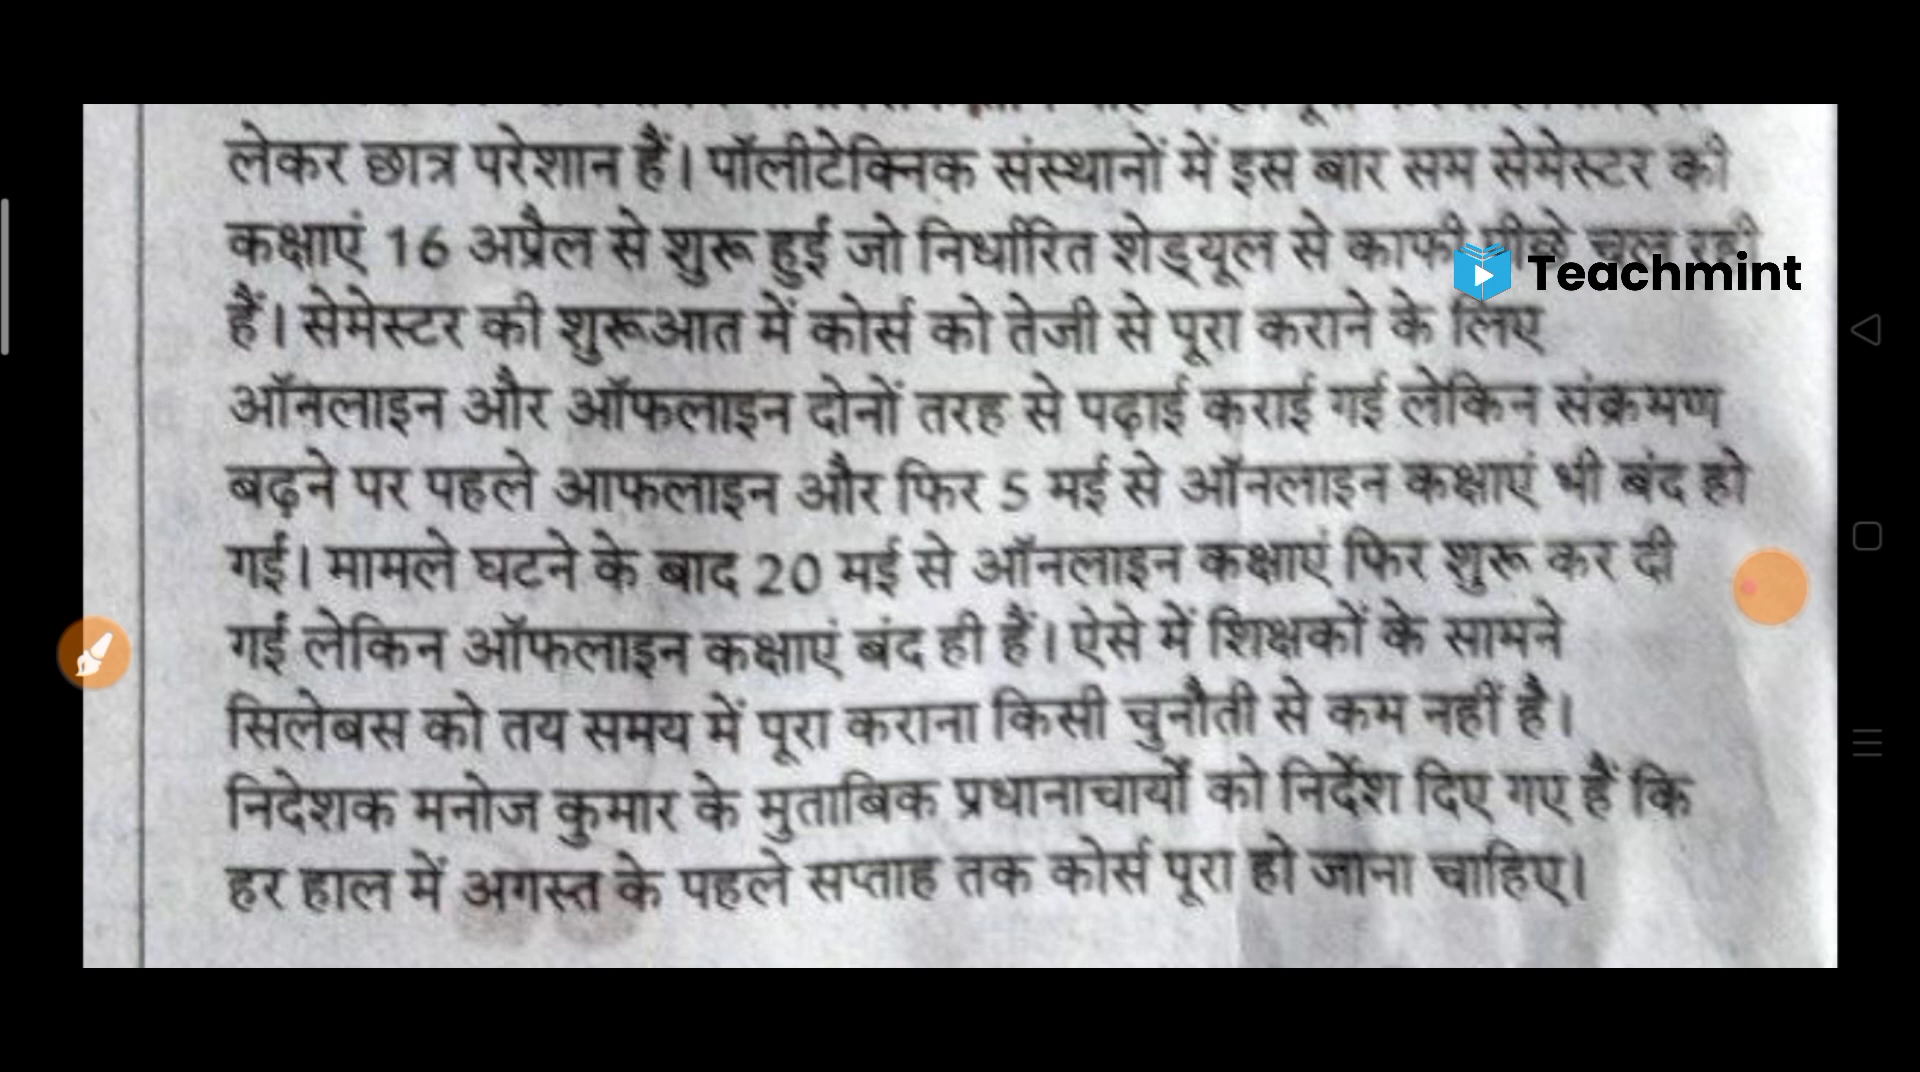 लेकर छात्र परेशान हैं। पॉलीटेक्निक संस्थानों में इस बार सम सेमेस्टर की
कक्षाएं 16 अप्रैल से शुरू हुईं जो निर्धारित शेड्यूल से काफी पीछे चल रही
Teachmint
हैं। सेमेस्टर की शुरूआत में कोर्स को तेजी से पूरा कराने के लिए
ऑनलाइन और ऑफलाइन दोनों तरह से पढ़ाई कराई गई लेकिन संक्रमण
बढ़ने पर पहले आफलाइन और फिर 5 मई से ऑनलाइन कक्षाएं भी बंद हो
गईं। मामले घटने के बाद 20 मई से ऑनलाइन कक्षाएं फिर शुरू कर दी
गईं लेकिन ऑफलाइन कक्षाएं बंद ही हैं। ऐसे में शिक्षकों के सामने
सिलेबस को तय समय में पूरा कराना किसी चुनौती से कम नहीं है।
निदेशक मनोज कुमार के मुताबिक प्रधानाचार्यों को निर्देश दिए गए हैं कि
हर हाल में अगस्त के पहले सप्ताह तक कोर्स पूरा हो जाना चाहिए।